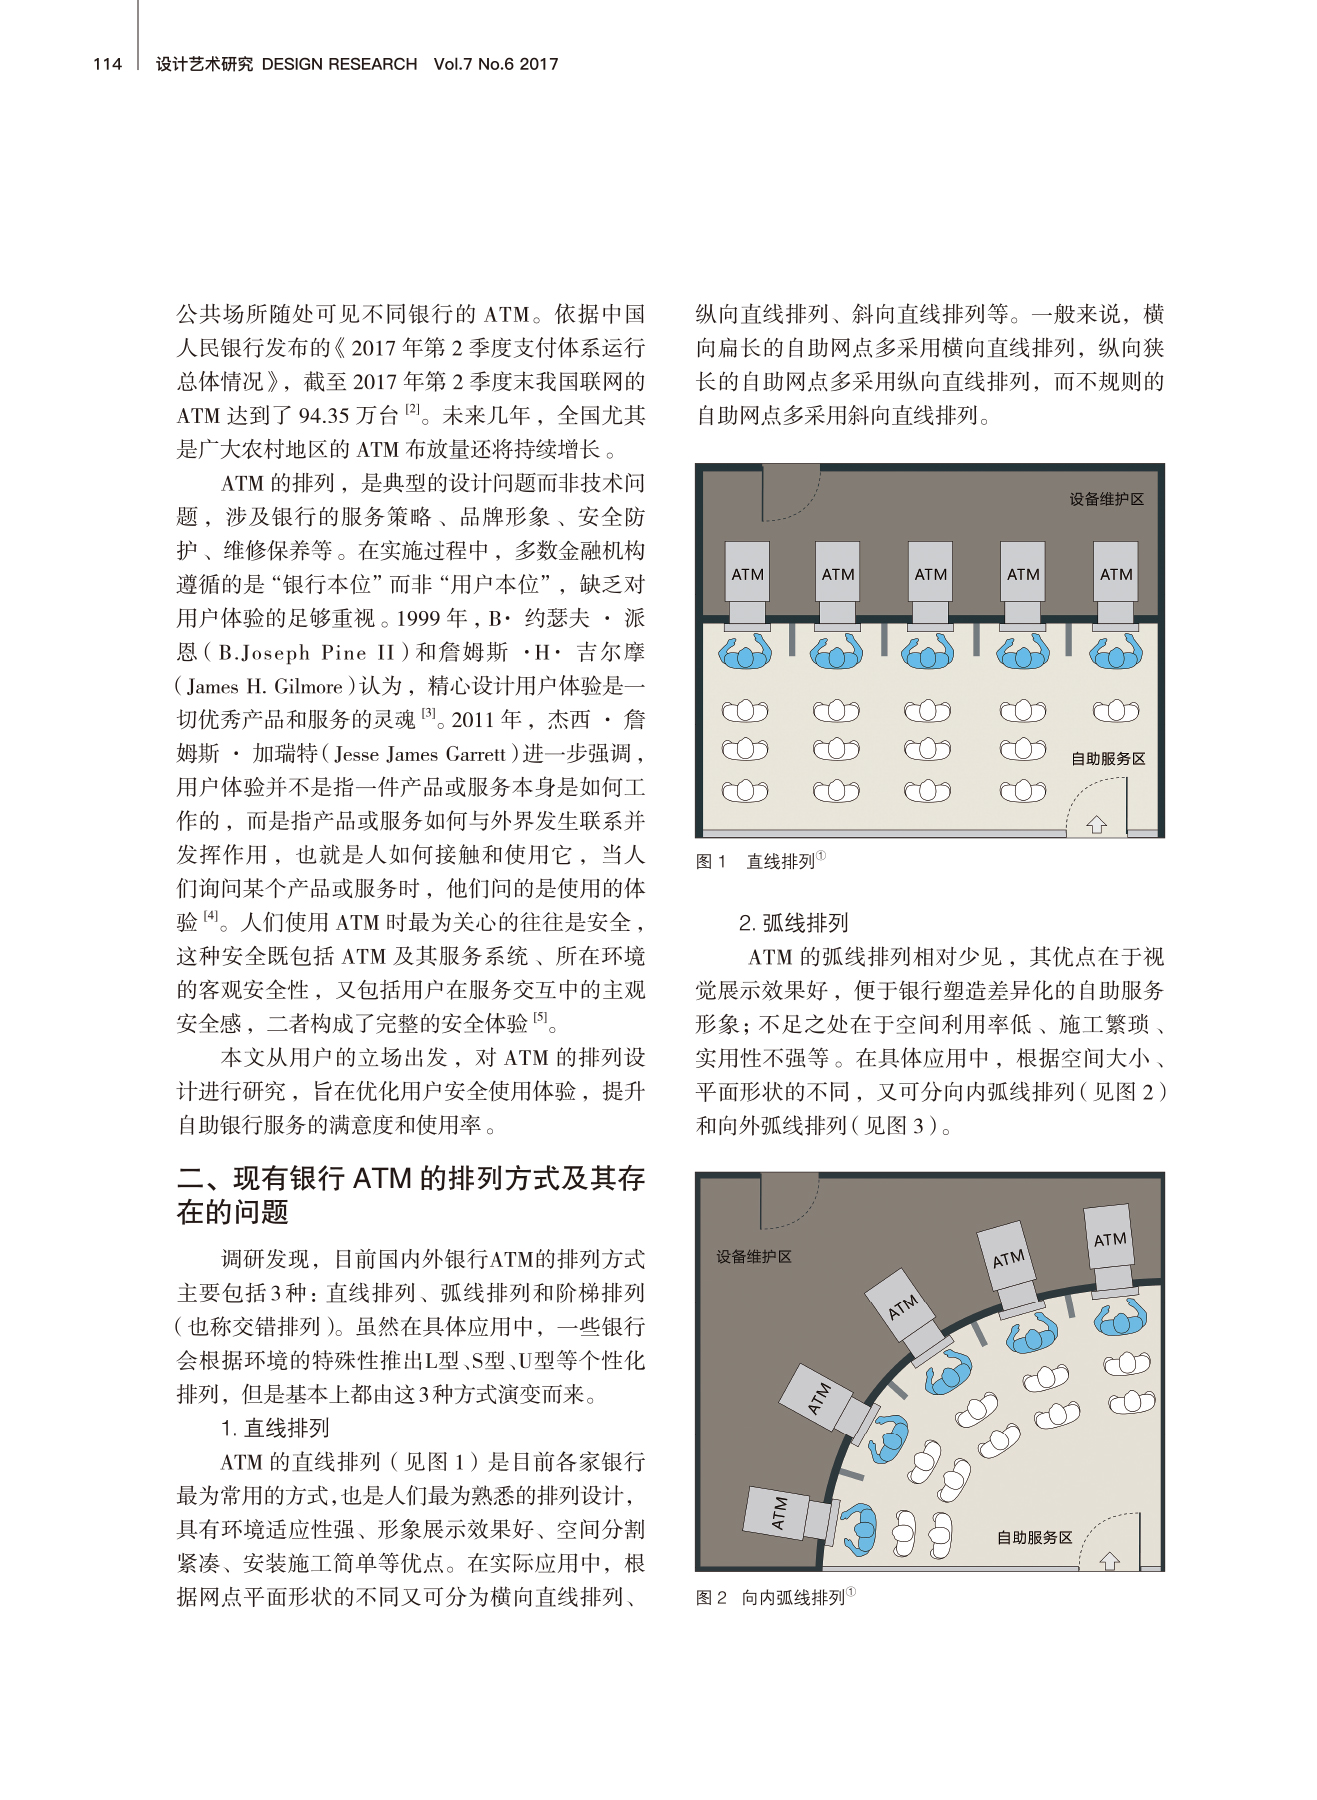 114 设计艺术研究 DESIGN RESEARCH Vol.7 No.6 2017
公共场所随处可见不同银行的 ATM。依据中国
人民银行发布的《2017 年第 2 季度支付体系运行
总体情况》，截至 2017 年第 2 季度末我国联网的
ATM 达到了 94.35 万台 [2]。未来几年，全国尤其
是广大农村地区的 ATM 布放量还将持续增长。
ATM 的排列，是典型的设计问题而非技术问
题，涉及银行的服务策略、品牌形象、安全防
护、维修保养等。在实施过程中，多数金融机构
遵循的是“银行本位”而非“用户本位”，缺乏对
用户体验的足够重视。1999 年，B· 约瑟夫 · 派
恩（B.Joseph Pine II）和詹姆斯 ·H· 吉尔摩
（James H. Gilmore）认为，精心设计用户体验是一
切优秀产品和服务的灵魂 [3]。2011 年，杰西 · 詹
姆斯 · 加瑞特（Jesse James Garrett）进一步强调，
用户体验并不是指一件产品或服务本身是如何工
作的，而是指产品或服务如何与外界发生联系并
发挥作用，也就是人如何接触和使用它，当人
们询问某个产品或服务时，他们问的是使用的体
验 [4]。人们使用 ATM 时最为关心的往往是安全，
这种安全既包括 ATM 及其服务系统、所在环境
的客观安全性，又包括用户在服务交互中的主观
安全感，二者构成了完整的安全体验 [5]。
本文从用户的立场出发，对 ATM 的排列设
计进行研究，旨在优化用户安全使用体验，提升
自助银行服务的满意度和使用率。
二、现有银行 ATM 的排列方式及其存
在的问题
调研发现，目前国内外银行ATM的排列方式
主要包括3种：直线排列、弧线排列和阶梯排列
（也称交错排列）。虽然在具体应用中，一些银行
会根据环境的特殊性推出L型、S型、U型等个性化
排列，但是基本上都由这3种方式演变而来。
1. 直线排列
ATM 的直线排列（见图 1）是目前各家银行
最为常用的方式，也是人们最为熟悉的排列设计，
具有环境适应性强、形象展示效果好、空间分割
紧凑、安装施工简单等优点。在实际应用中，根
据网点平面形状的不同又可分为横向直线排列、
纵向直线排列、斜向直线排列等。一般来说，横
向扁长的自助网点多采用横向直线排列，纵向狭
长的自助网点多采用纵向直线排列，而不规则的
自助网点多采用斜向直线排列。
设备维护区
ATM ATM ATM ATM ATM
自助服务区
图 1 直线排列①
2. 弧线排列
ATM 的弧线排列相对少见，其优点在于视
觉展示效果好，便于银行塑造差异化的自助服务
形象；不足之处在于空间利用率低、施工繁琐、
实用性不强等。在具体应用中，根据空间大小、
平面形状的不同，又可分向内弧线排列（见图 2）
和向外弧线排列（见图 3）。
设备维护区
ATM
ATM
ATM
ATM
ATM
自助服务区
图 2 向内弧线排列①